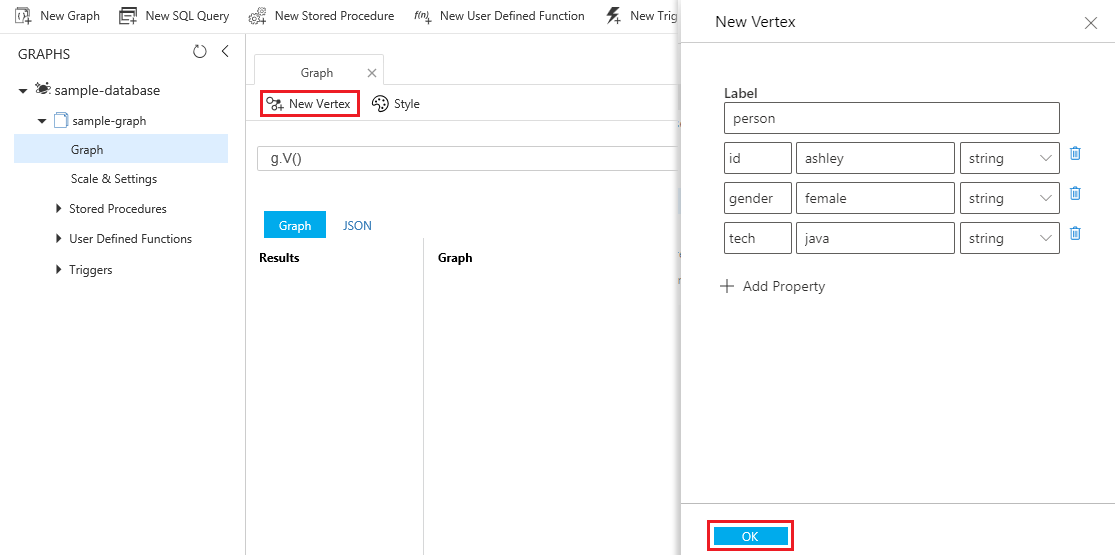 New Graph
New SQL Query
New Stored Procedure
New User Defined Function
New Trig
GRAPHS
sample-database
sample-graph
Graph
Scale & Settings
Stored Procedures
User Defined Functions
Triggers
Graph
New Vertex
Style
g.V()
Graph
JSON
Results
Graph
New Vertex
Label
person
id ashley string
gender female string
tech java string
Add Property
OK